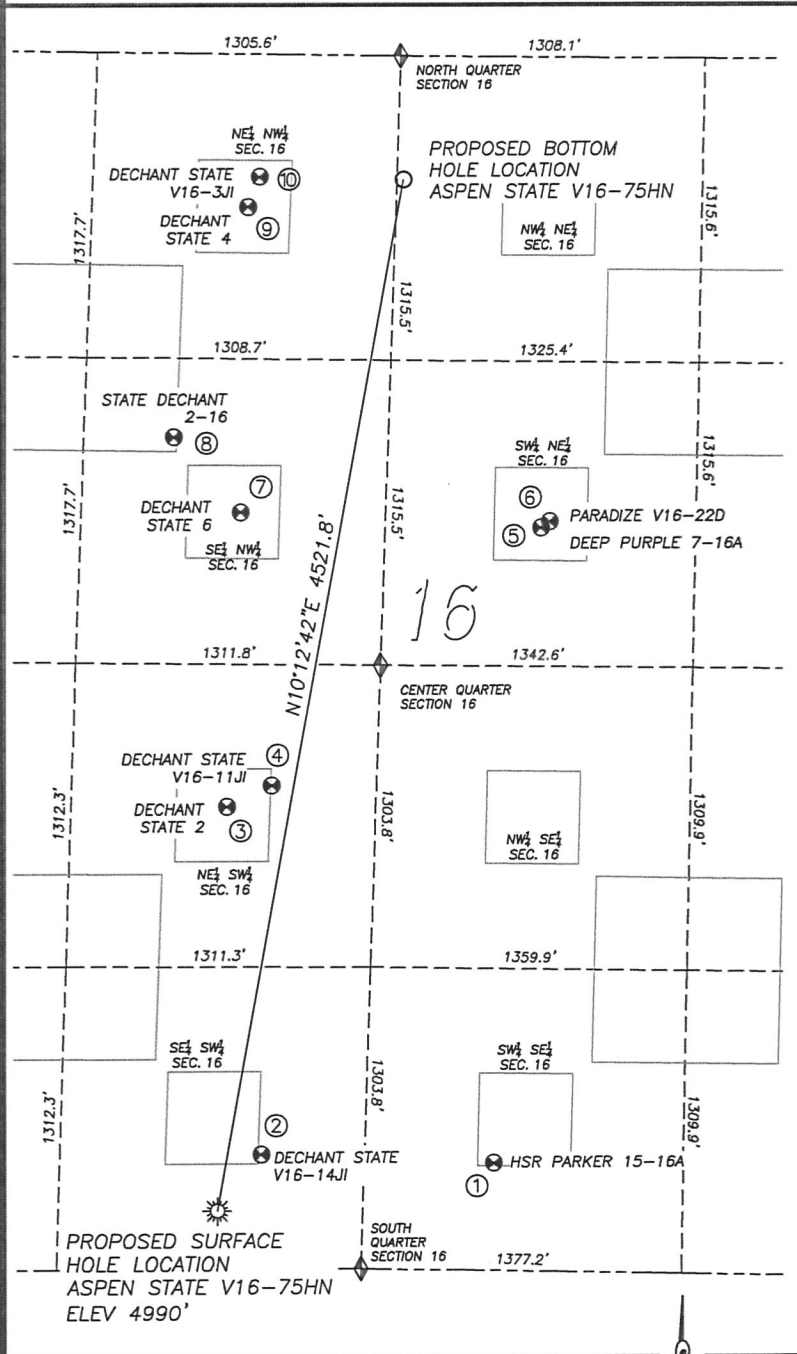 1305.6'
1308.1'
NORTH QUARTER
SECTION 16
NE¼ NW¼
SEC. 16
DECHANT STATE
V16-3JI
⑩
DECHANT
STATE 4
⑨
PROPOSED BOTTOM
HOLE LOCATION
ASPEN STATE V16-75HN
NW¼ NE¼
SEC. 16
1317.7'
1315.5'
1315.6'
1308.7'
1325.4'
STATE DECHANT
2-16
⑧
⑦
DECHANT
STATE 6
SE¼ NW¼
SEC. 16
SW¼ NE¼
SEC. 16
⑥
PARADIZE V16-22D
⑤
DEEP PURPLE 7-16A
1317.7'
1315.5'
1315.6'
N10°12'42"E 4521.8'
16
1311.8'
1342.6'
CENTER QUARTER
SECTION 16
DECHANT STATE
V16-11JI
④
DECHANT
STATE 2
③
NE¼ SW¼
SEC. 16
NW¼ SE¼
SEC. 16
1312.3'
1303.8'
1309.9'
1311.3'
1359.9'
SE¼ SW¼
SEC. 16
SW¼ SE¼
SEC. 16
1312.3'
1303.8'
1309.9'
②
DECHANT STATE
V16-14JI
HSR PARKER 15-16A
①
PROPOSED SURFACE
HOLE LOCATION
ASPEN STATE V16-75HN
ELEV 4990'
SOUTH
QUARTER
SECTION 16
1377.2'